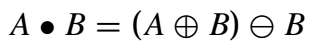 A • B = (A ⊕ B) ⊖ B